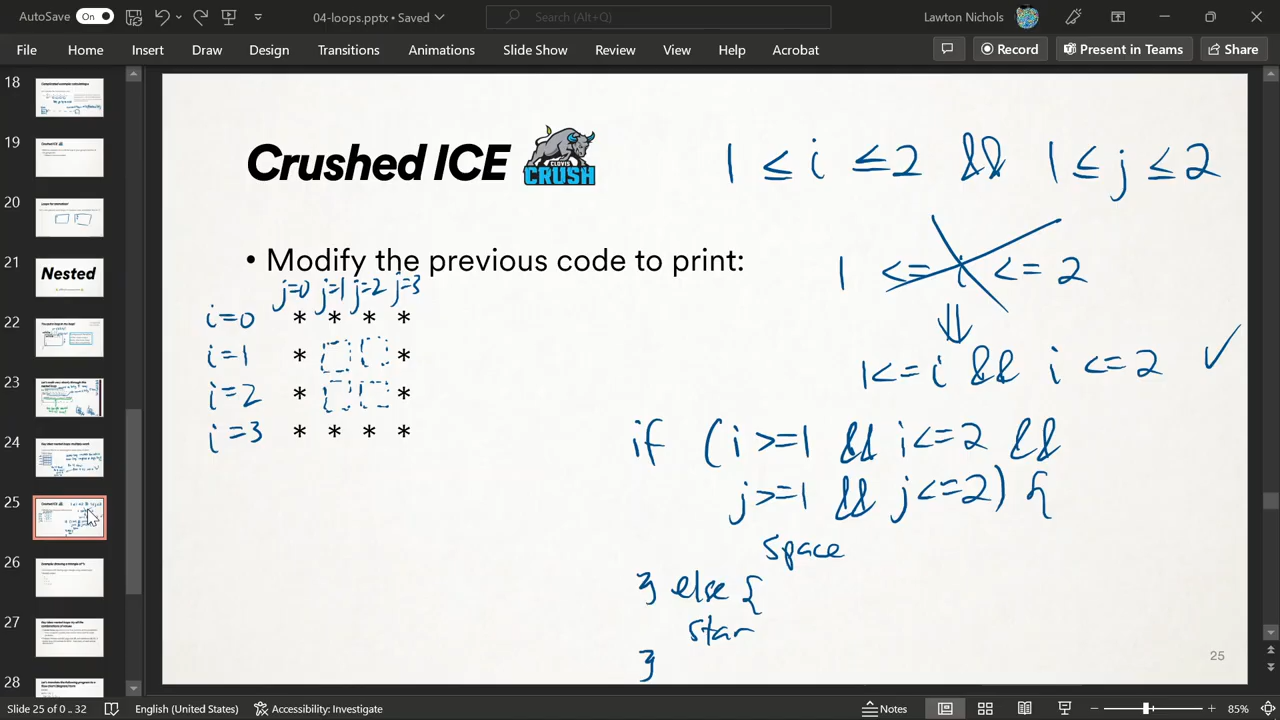 AutoSave On 04-loops.pptx • Saved Search (Alt+Q) Lawton Nichols
File Home Insert Draw Design Transitions Animations Slide Show Review View Help Acrobat Record Present in Teams Share
18
19
20
21
Nested
22
23
24
25
26
27
28
Crushed ICE
CLOVIS
CRUSH
1 ≤ i ≤ 2 && 1 ≤ j ≤ 2
• Modify the previous code to print:
1 <= i <= 2
j=0 j=1 j=2 j=3
i=0 * * * *
i=1 * *
i=2 * *
i=3 * * * *
⇓
1<=i && i <=2 ✓
if (i>=1 && i<=2 &&
j>=1 && j<=2) {
space
} else {
star
}
25
Slide 25 of 0 .. 32 English (United States) Accessibility: Investigate Notes 85%